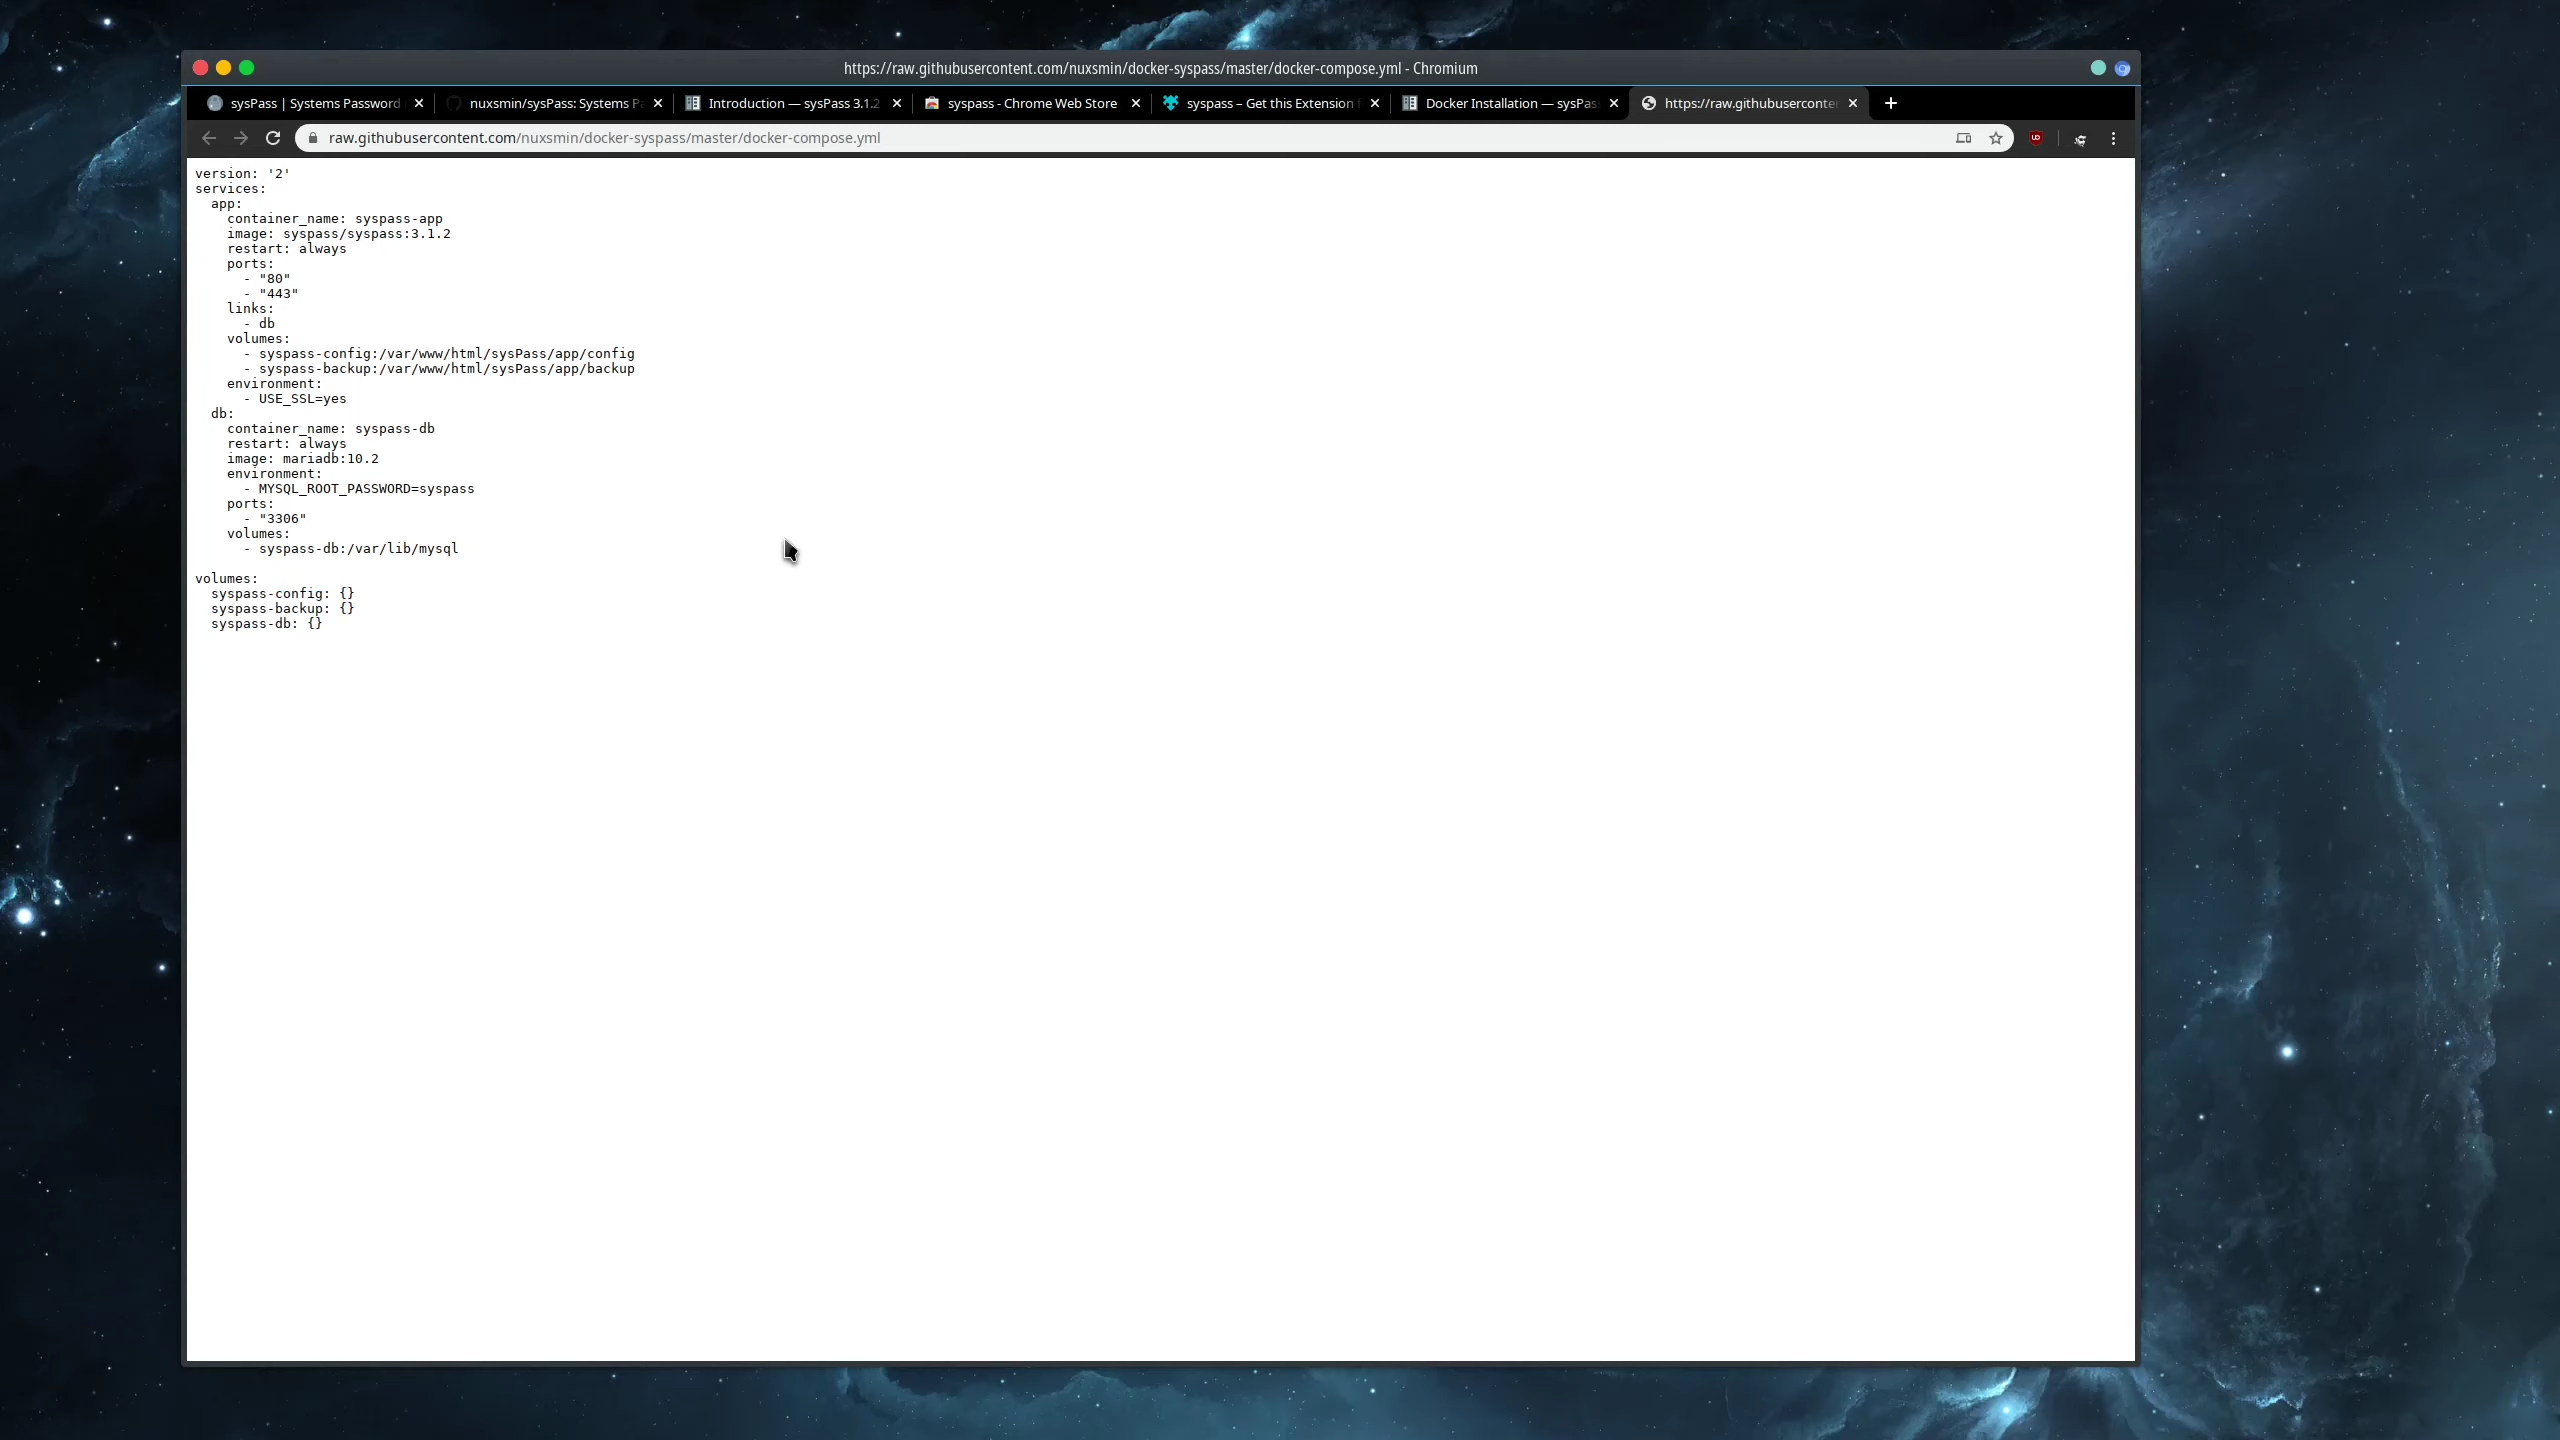 https://raw.githubusercontent.com/nuxsmin/docker-syspass/master/docker-compose.yml - Chromium
sysPass | Systems Password
nuxsmin/sysPass: Systems Pa
Introduction — sysPass 3.1.2
syspass - Chrome Web Store
syspass – Get this Extension f
Docker Installation — sysPas
https://raw.githubuserconter
raw.githubusercontent.com/nuxsmin/docker-syspass/master/docker-compose.yml
version: '2'
services:
  app:
    container_name: syspass-app
    image: syspass/syspass:3.1.2
    restart: always
    ports:
      - "80"
      - "443"
    links:
      - db
    volumes:
      - syspass-config:/var/www/html/sysPass/app/config
      - syspass-backup:/var/www/html/sysPass/app/backup
    environment:
      - USE_SSL=yes
  db:
    container_name: syspass-db
    restart: always
    image: mariadb:10.2
    environment:
      - MYSQL_ROOT_PASSWORD=syspass
    ports:
      - "3306"
    volumes:
      - syspass-db:/var/lib/mysql
volumes:
  syspass-config: {}
  syspass-backup: {}
  syspass-db: {}